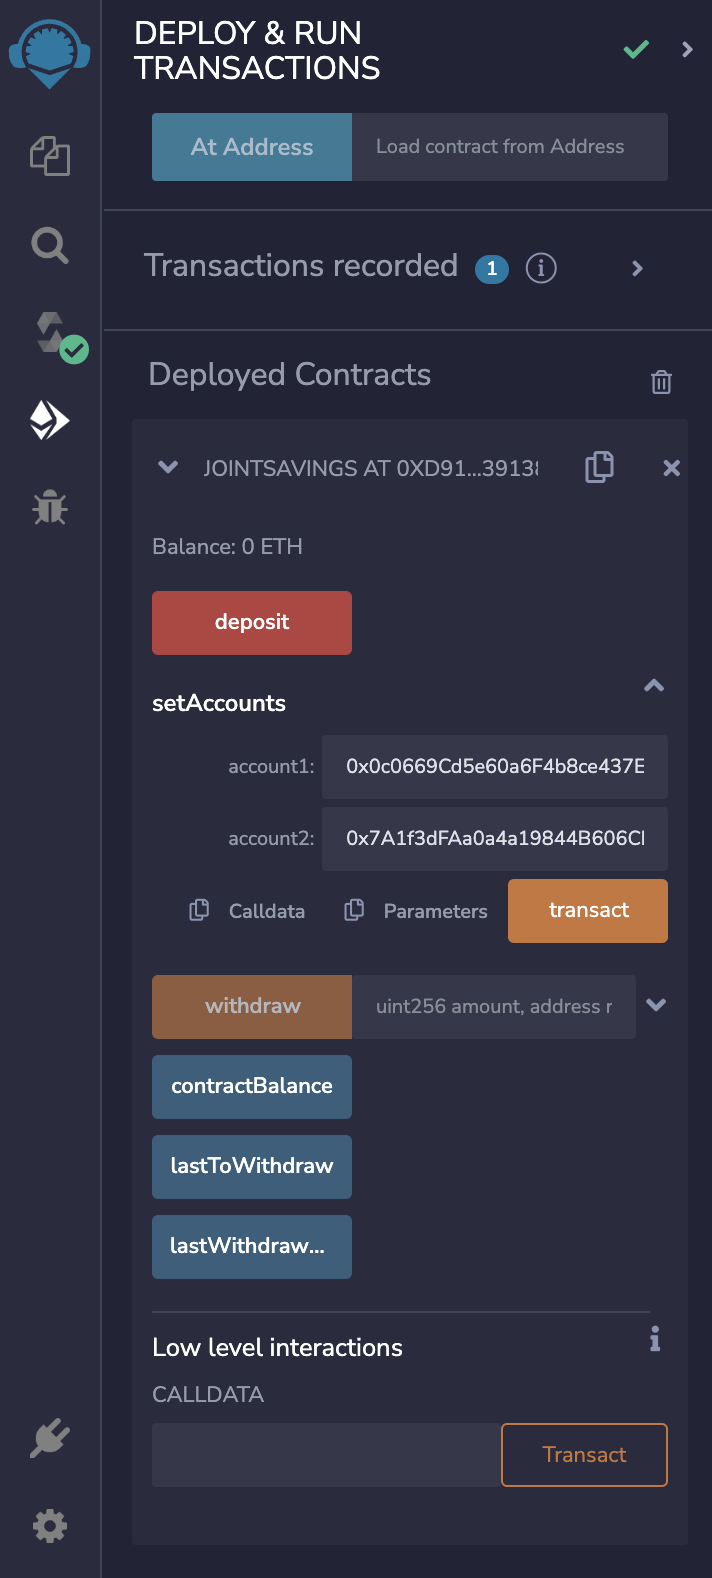 DEPLOY & RUN
TRANSACTIONS
At Address
Load contract from Address
Transactions recorded 1
Deployed Contracts
JOINTSAVINGS AT 0XD91...39138
Balance: 0 ETH
deposit
setAccounts
account1: 0x0c0669Cd5e60a6F4b8ce437E
account2: 0x7A1f3dFAa0a4a19844B606Cl
Calldata Parameters transact
withdraw uint256 amount, address r
contractBalance
lastToWithdraw
lastWithdraw...
Low level interactions
CALLDATA
Transact